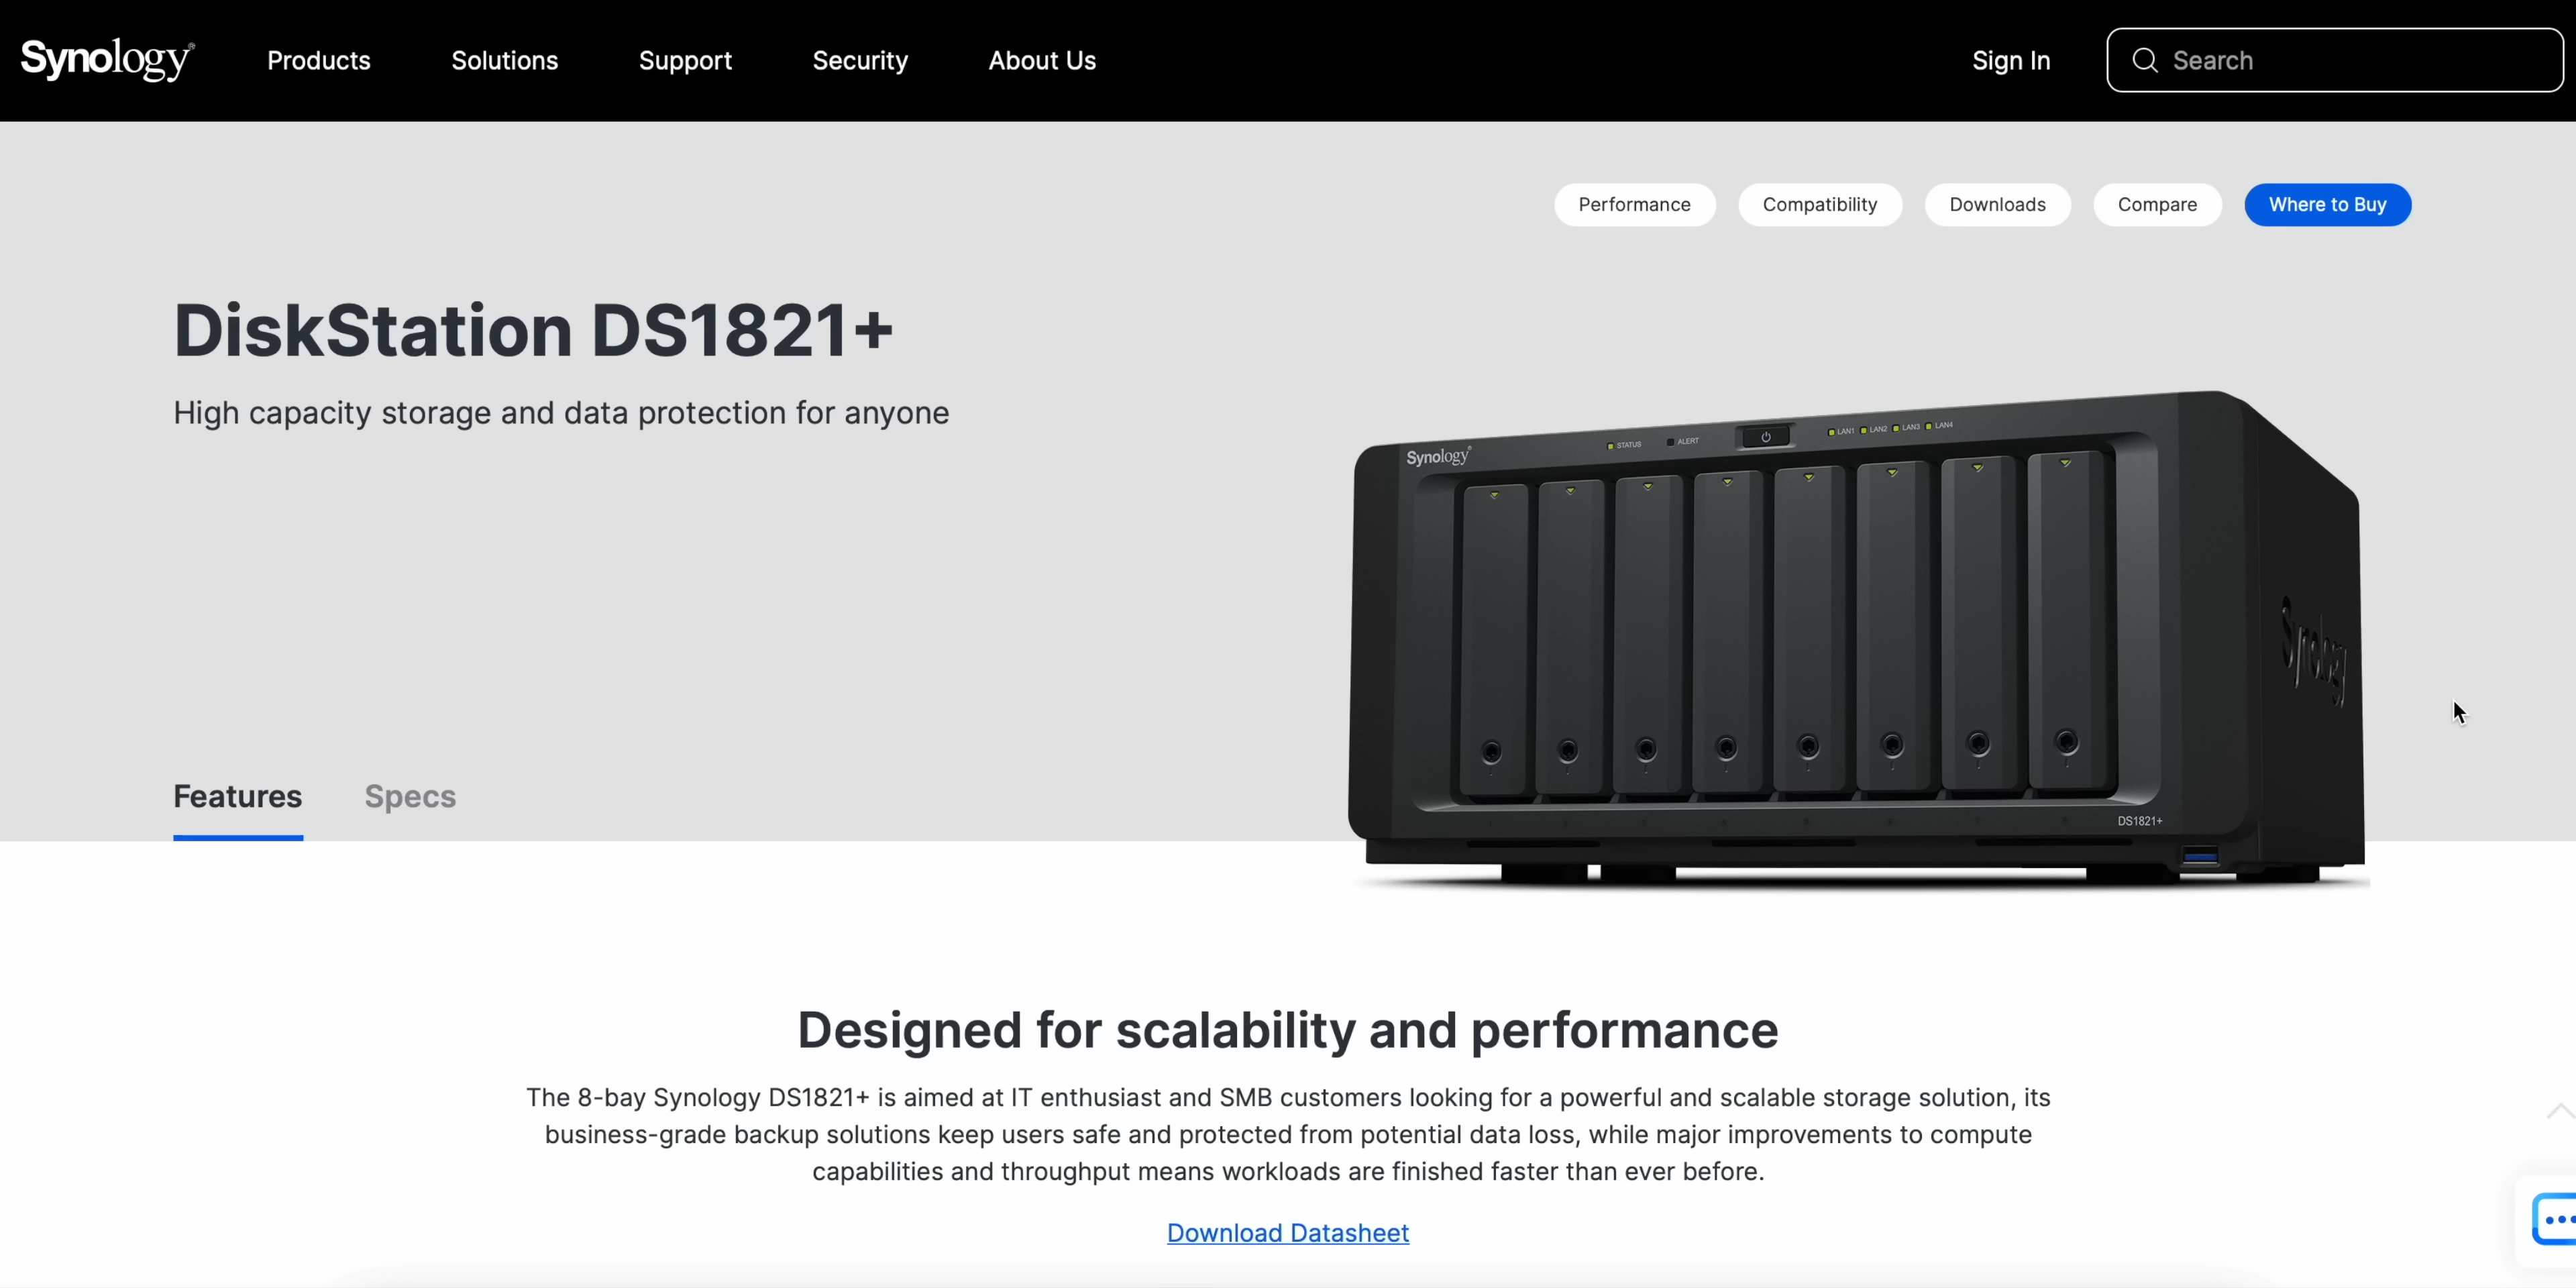 Synology®
Products
Solutions
Support
Security
About Us
Sign In
Search
Performance
Compatibility
Downloads
Compare
Where to Buy
DiskStation DS1821+
High capacity storage and data protection for anyone
Synology®
STATUS
ALERT
LAN1
LAN2
LAN3
LAN4
Synology
DS1821+
Features
Specs
Designed for scalability and performance
The 8-bay Synology DS1821+ is aimed at IT enthusiast and SMB customers looking for a powerful and scalable storage solution, its
business-grade backup solutions keep users safe and protected from potential data loss, while major improvements to compute
capabilities and throughput means workloads are finished faster than ever before.
Download Datasheet